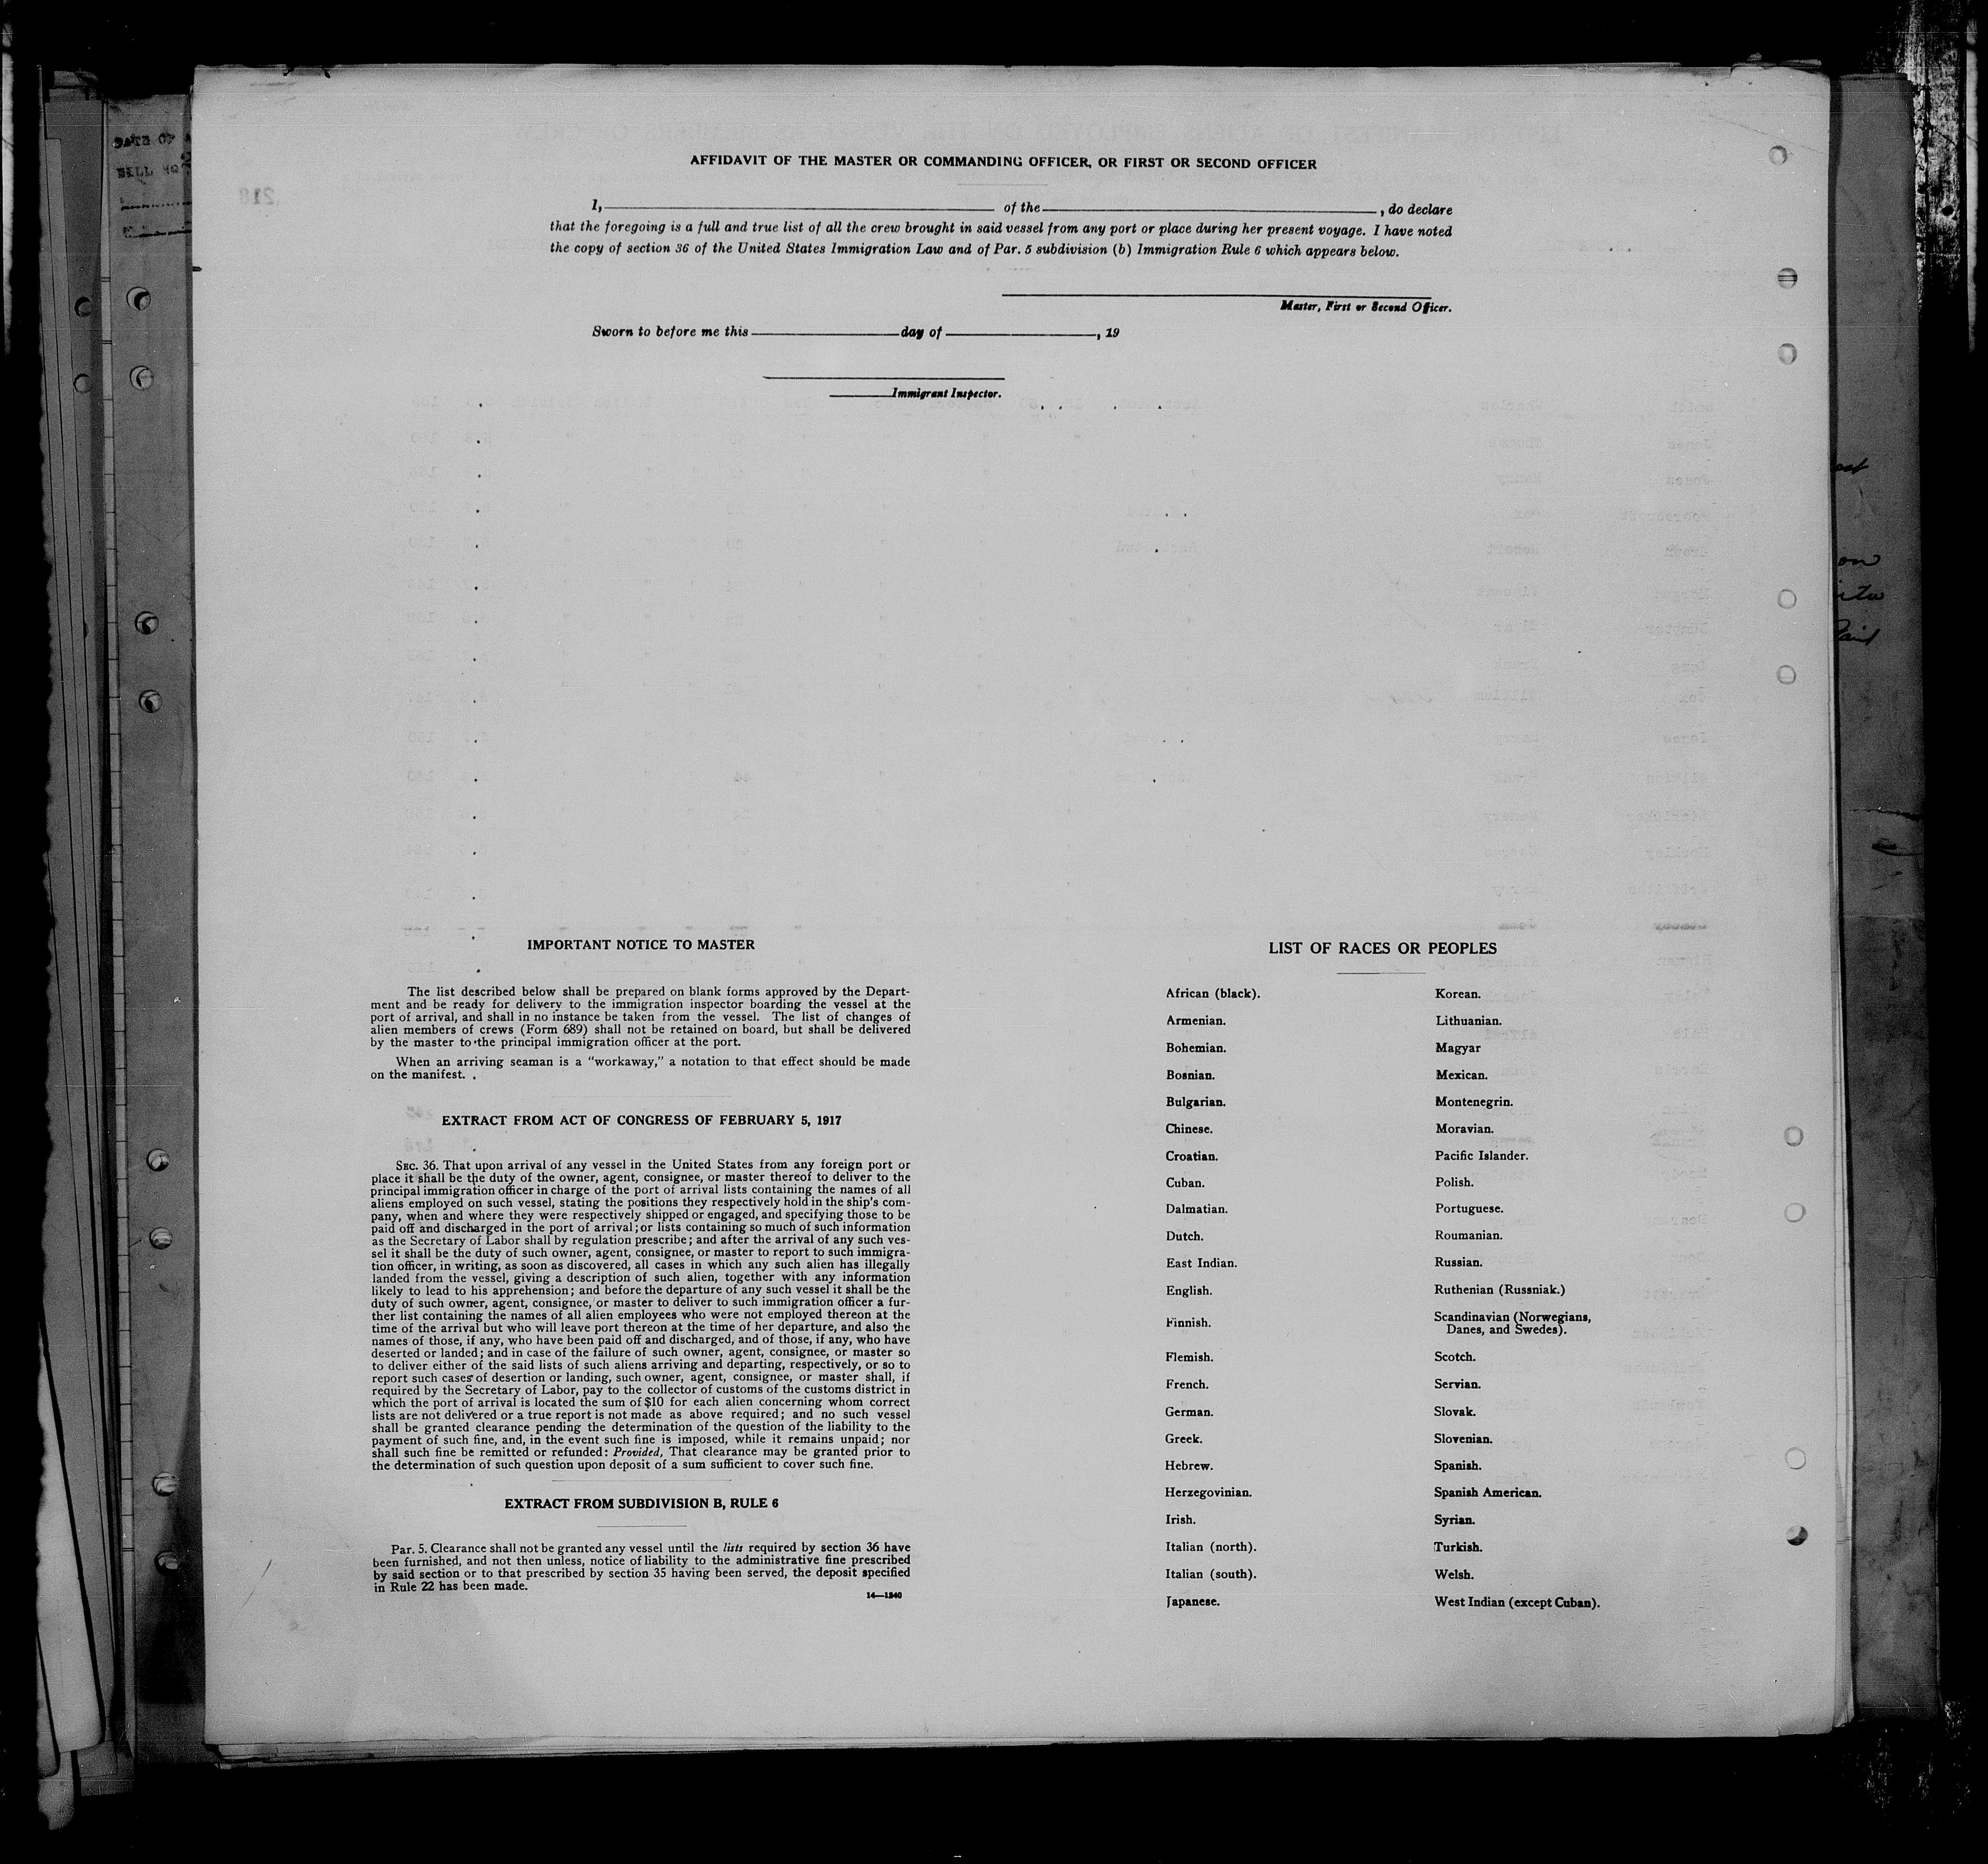 AFFIDAVIT OF THE MASTER OR COMMANDING OFFICER, OR FIRST OR SECOND OFFICER
I, of the , do declare
that the foregoing is a full and true list of all the crew brought in said vessel from any port or place during her present voyage. I have noted
the copy of section 36 of the United States Immigration Law and of Par. 5 subdivision (b) Immigration Rule 6 which appears below.
Master, First or Second Officer.
Sworn to before me this day of , 19
Immigrant Inspector.
IMPORTANT NOTICE TO MASTER
The list described below shall be prepared on blank forms approved by the Depart-
ment and be ready for delivery to the immigration inspector boarding the vessel at the
port of arrival, and shall in no instance be taken from the vessel. The list of changes of
alien members of crews (Form 689) shall not be retained on board, but shall be delivered
by the master to the principal immigration officer at the port.
When an arriving seaman is a "workaway," a notation to that effect should be made
on the manifest.
EXTRACT FROM ACT OF CONGRESS OF FEBRUARY 5, 1917
SEC. 36. That upon arrival of any vessel in the United States from any foreign port or
place it shall be the duty of the owner, agent, consignee, or master thereof to deliver to the
principal immigration officer in charge of the port of arrival lists containing the names of all
aliens employed on such vessel, stating the positions they respectively hold in the ship's com-
pany, when and where they were respectively shipped or engaged, and specifying those to be
paid off and discharged in the port of arrival; or lists containing so much of such information
as the Secretary of Labor shall by regulation prescribe; and after the arrival of any such ves-
sel it shall be the duty of such owner, agent, consignee, or master to report to such immigra-
tion officer, in writing, as soon as discovered, all cases in which any such alien has illegally
landed from the vessel, giving a description of such alien, together with any information
likely to lead to his apprehension; and before the departure of any such vessel it shall be the
duty of such owner, agent, consignee, or master to deliver to such immigration officer a fur-
ther list containing the names of all alien employees who were not employed thereon at the
time of the arrival but who will leave port thereon at the time of her departure, and also the
names of those, if any, who have been paid off and discharged, and of those, if any, who have
deserted or landed; and in case of the failure of such owner, agent, consignee, or master so
to deliver either of the said lists of such aliens arriving and departing, respectively, or so to
report such cases of desertion or landing, such owner, agent, consignee, or master shall, if
required by the Secretary of Labor, pay to the collector of customs of the customs district in
which the port of arrival is located the sum of $10 for each alien concerning whom correct
lists are not delivered or a true report is not made as above required; and no such vessel
shall be granted clearance pending the determination of the question of the liability to the
payment of such fine, and, in the event such fine is imposed, while it remains unpaid; nor
shall such fine be remitted or refunded: Provided, That clearance may be granted prior to
the determination of such question upon deposit of a sum sufficient to cover such fine.
EXTRACT FROM SUBDIVISION B, RULE 6
Par. 5. Clearance shall not be granted any vessel until the lists required by section 36 have
been furnished, and not then unless, notice of liability to the administrative fine prescribed
by said section or to that prescribed by section 35 having been served, the deposit specified
in Rule 22 has been made.
14—1240
LIST OF RACES OR PEOPLES
African (black).
Armenian.
Bohemian.
Bosnian.
Bulgarian.
Chinese.
Croatian.
Cuban.
Dalmatian.
Dutch.
East Indian.
English.
Finnish.
Flemish.
French.
German.
Greek.
Hebrew.
Herzegovinian.
Irish.
Italian (north).
Italian (south).
Japanese.
Korean.
Lithuanian.
Magyar
Mexican.
Montenegrin.
Moravian.
Pacific Islander.
Polish.
Portuguese.
Roumanian.
Russian.
Ruthenian (Russniak.)
Scandinavian (Norwegians,
Danes, and Swedes).
Scotch.
Servian.
Slovak.
Slovenian.
Spanish.
Spanish American.
Syrian.
Turkish.
Welsh.
West Indian (except Cuban).